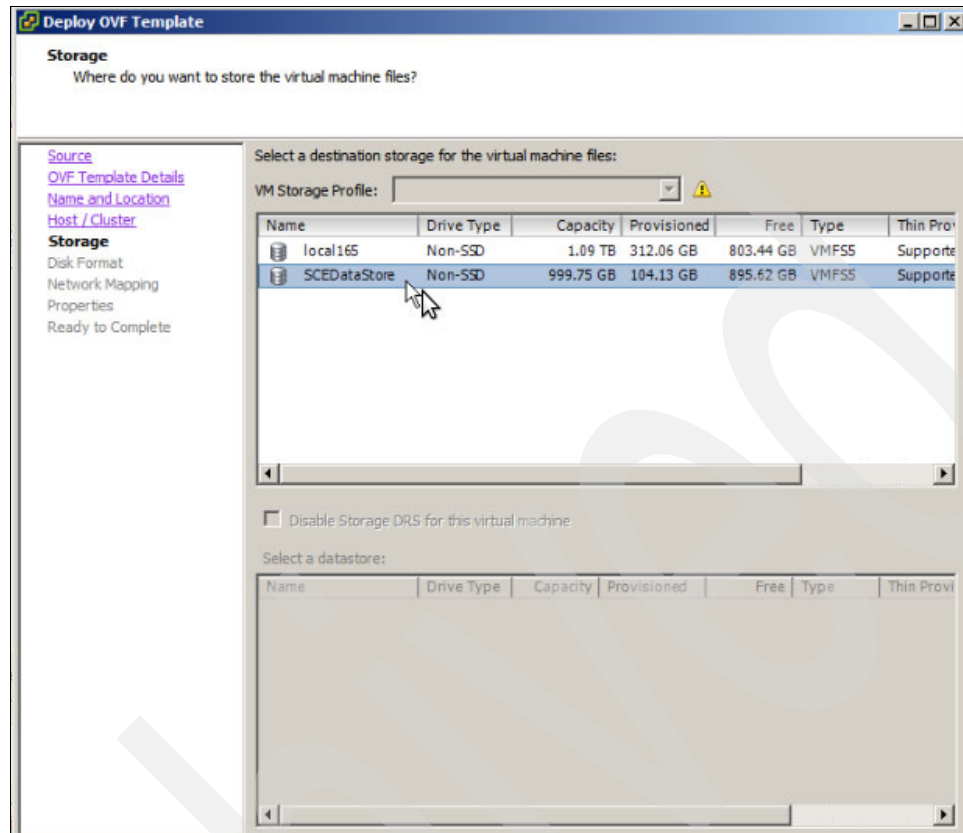 Deploy OVF Template
Storage
Where do you want to store the virtual machine files?
Source
OVF Template Details
Name and Location
Host / Cluster
Storage
Disk Format
Network Mapping
Properties
Ready to Complete
Select a destination storage for the virtual machine files:
VM Storage Profile:
Name Drive Type Capacity Provisioned Free Type Thin Prov
local165 Non-SSD 1.09 TB 312.06 GB 803.44 GB VMFS5 Supporte
SCEDataStore Non-SSD 999.75 GB 104.13 GB 895.62 GB VMFS5 Supporte
Disable Storage DRS for this virtual machine
Select a datastore:
Name Drive Type Capacity Provisioned Free Type Thin Provi